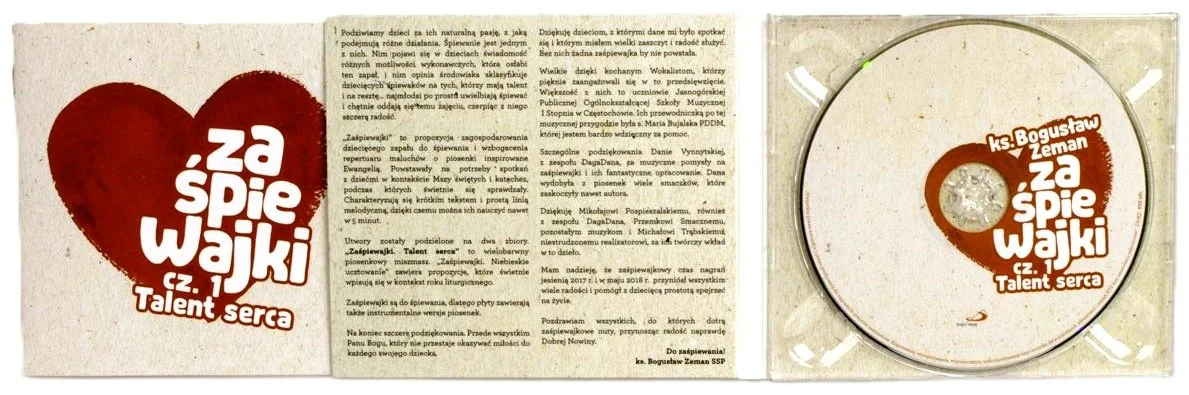 za
śpie
wajki
cz. 1
Talent serca
Podziwiamy dzieci za ich naturalną pasję, z jaką
podejmują różne działania. Śpiewanie jest jednym
z nich. Nim pojawi się w dzieciach świadomość
różnych możliwości wykonawczych, która osłabi
ten zapał, i nim opinia środowiska sklasyfikuje
dziecięcych śpiewaków na tych, którzy mają talent
i na resztę... najmłodsi po prostu uwielbiają śpiewać
i chętnie oddają się temu zajęciu, czerpiąc z niego
szczerą radość.
„Zaśpiewajki” to propozycja zagospodarowania
dziecięcego zapału do śpiewania i wzbogacenia
repertuaru maluchów o piosenki inspirowane
Ewangelią. Powstawały na potrzeby spotkań
z dziećmi w kontekście Mszy świętych i katechez,
podczas których świetnie się sprawdzały.
Charakteryzują się krótkim tekstem i prostą linią
melodyczną, dzięki czemu można ich nauczyć nawet
w 5 minut.
Utwory zostały podzielone na dwa zbiory.
„Zaśpiewajki. Talent serca” to wielobarwny
piosenkowy miszmasz. „Zaśpiewajki. Niebieskie
ucztowanie” zawiera propozycje, które świetnie
wpisują się w kontekst roku liturgicznego.
Zaśpiewajki są do śpiewania, dlatego płyty zawierają
także instrumentalne wersje piosenek.
Na koniec szczere podziękowania. Przede wszystkim
Panu Bogu, który nie przestaje okazywać miłości do
każdego swojego dziecka.
Dziękuję dzieciom, z którymi dane mi było spotkać
się i którym miałem wielki zaszczyt i radość służyć.
Bez nich żadna zaśpiewajka by nie powstała.
Wielkie dzięki kochanym Wokalistom, którzy
pięknie zaangażowali się w to przedsięwzięcie.
Większość z nich to uczniowie Jasnogórskiej
Publicznej Ogólnokształcącej Szkoły Muzycznej
I Stopnia w Częstochowie. Ich przewodniczką po tej
muzycznej przygodzie była s. Maria Bujalska PDDM,
której jestem bardzo wdzięczny za pomoc.
Szczególne podziękowania Danie Vynnytskiej,
z zespołu DagaDana, za muzyczne pomysły na
zaśpiewajki i ich fantastyczne opracowanie. Dana
wydobyła z piosenek wiele smaczków, które
zaskoczyły nawet autora.
Dziękuję Mikołajowi Pospieszalskiemu, również
z zespołu DagaDana, Przemkowi Smacznemu,
pozostałym muzykom i Michałowi Trąbskiemu,
niestrudzonemu realizatorowi, za ich twórczy wkład
w to dzieło.
Mam nadzieję, że zaśpiewajkowy czas nagrań
jesienią 2017 r. i w maju 2018 r. przyniósł wszystkim
wiele radości i pomógł z dziecięcą prostotą spojrzeć
na życie.
Pozdrawiam wszystkich, do których dotrą
zaśpiewajkowe nuty, przynosząc radość naprawdę
Dobrej Nowiny.
Do zaśpiewania!
ks. Bogusław Zeman SSP
ks. Bogusław
Zeman
za
śpie
wajki
cz. 1
Talent serca